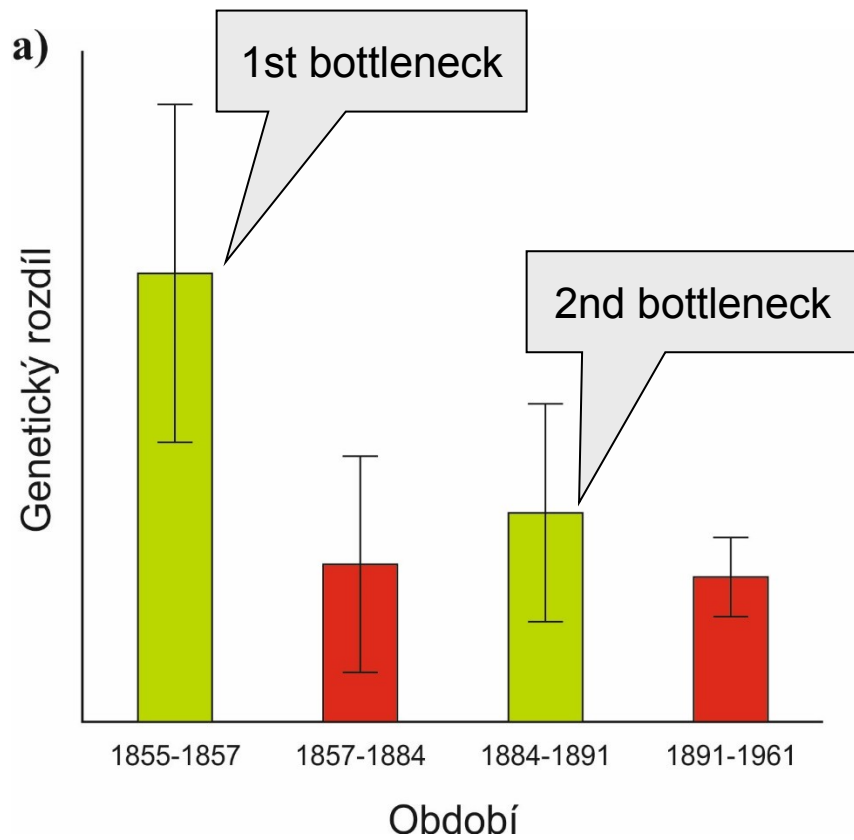 a)
1st bottleneck
2nd bottleneck
Genetický rozdíl
1855-1857
1857-1884
1884-1891
1891-1961
Období